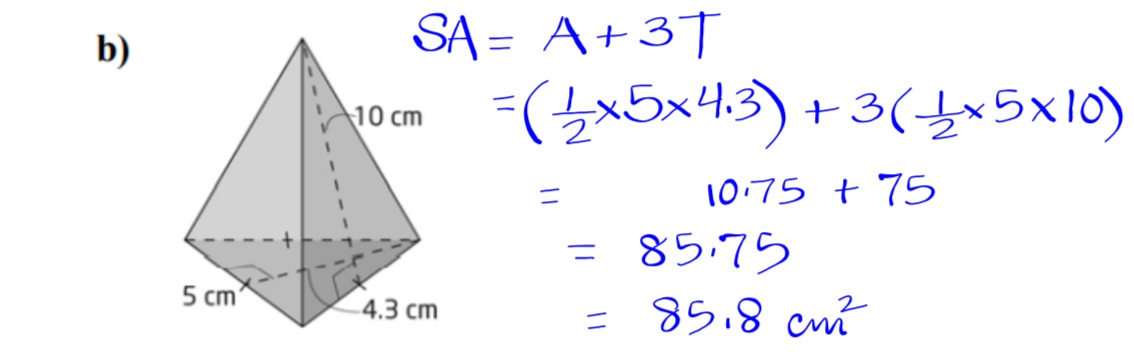 b)
SA = A + 3T
10 cm
= (1/2 × 5 × 4.3) + 3(1/2 × 5 × 10)
= 10.75 + 75
= 85.75
5 cm
4.3 cm
= 85.8 cm²